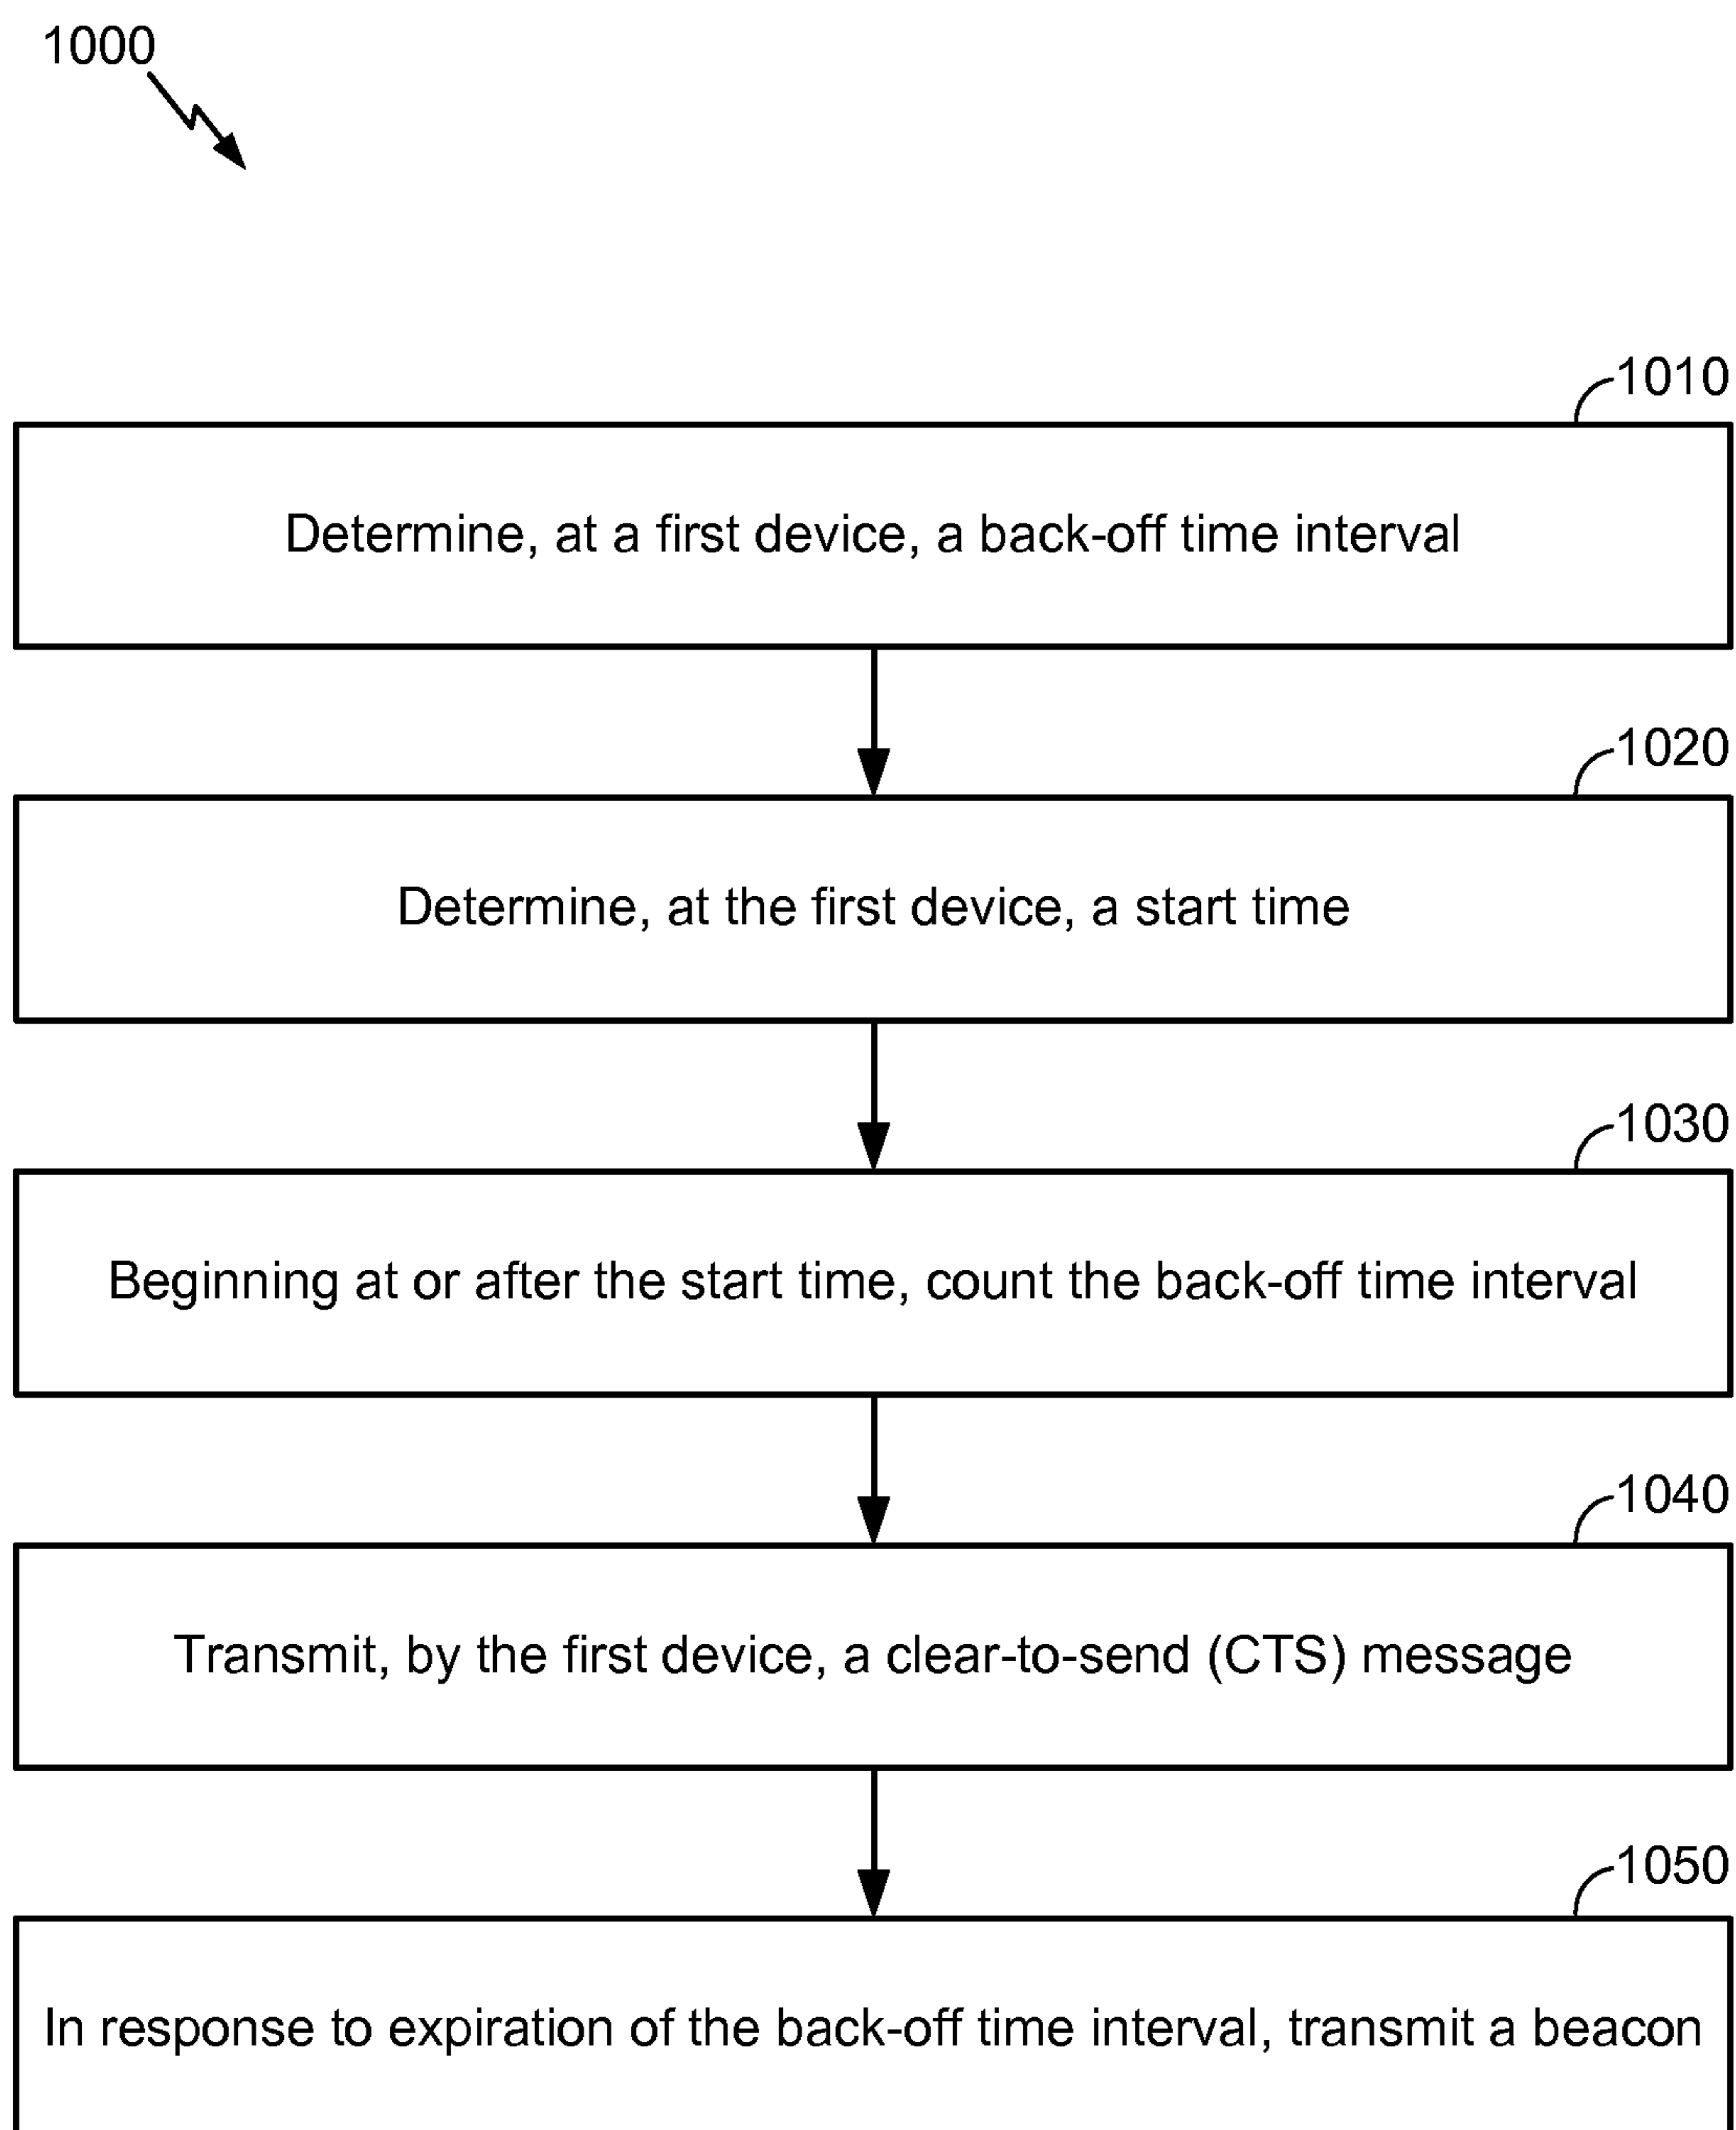 1000
1010
Determine, at a first device, a back-off time interval
1020
Determine, at the first device, a start time
1030
Beginning at or after the start time, count the back-off time interval
1040
Transmit, by the first device, a clear-to-send (CTS) message
1050
In response to expiration of the back-off time interval, transmit a beacon